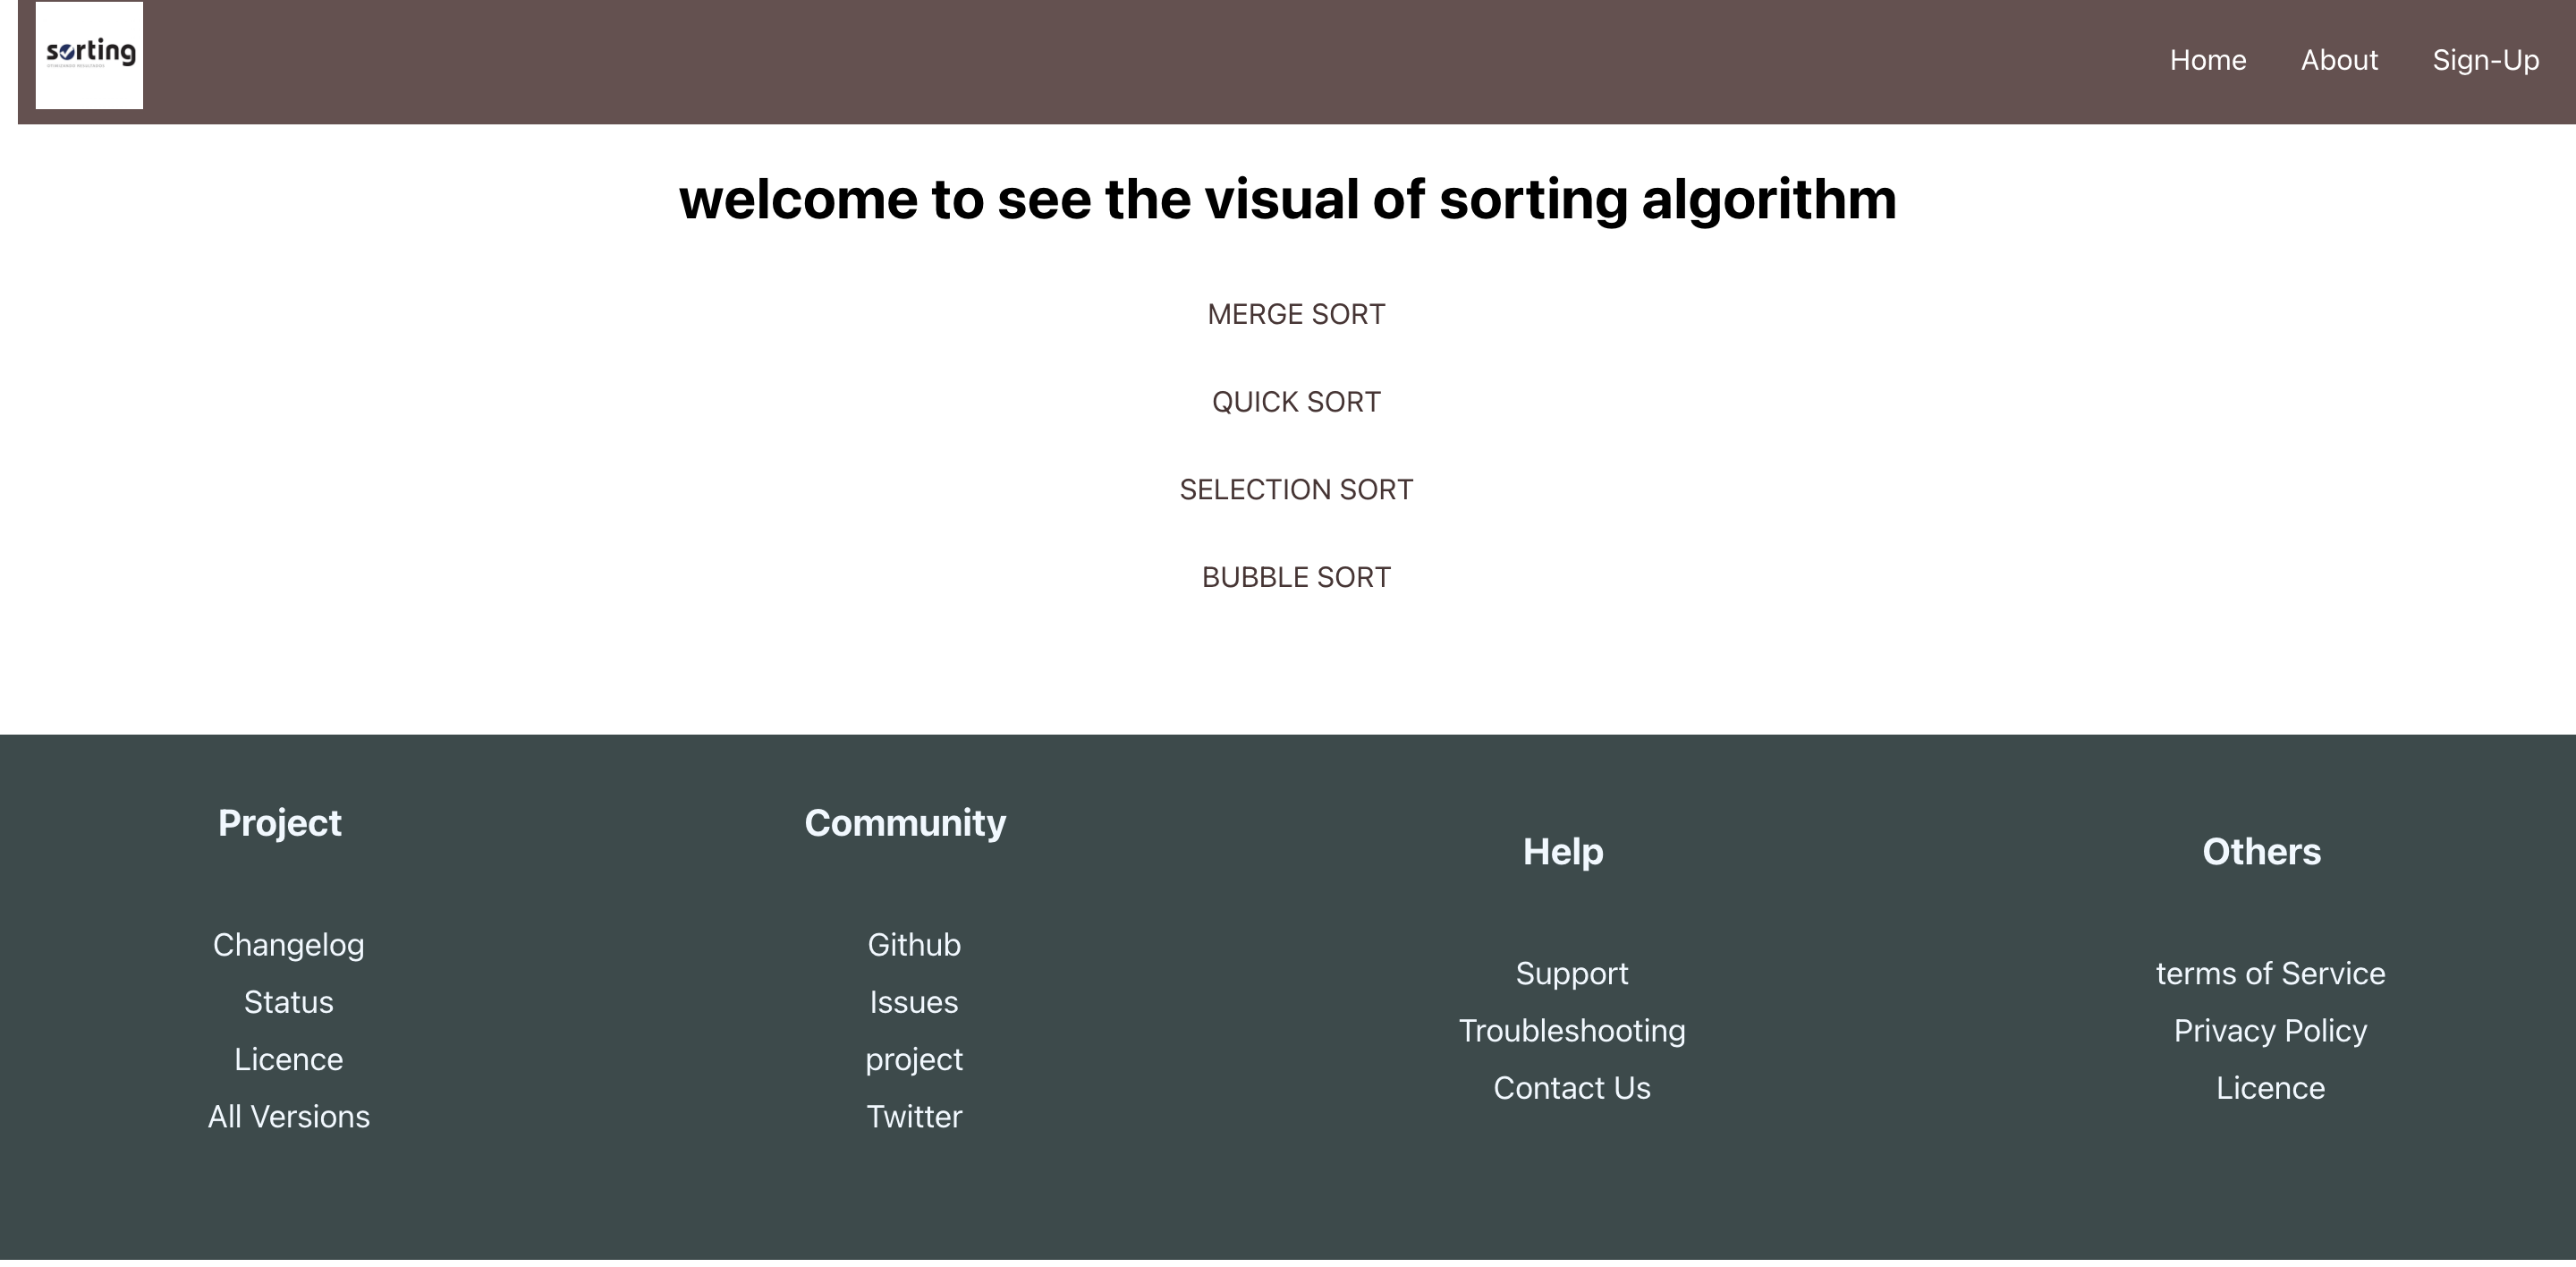 sorting
Home About Sign-Up
welcome to see the visual of sorting algorithm
MERGE SORT
QUICK SORT
SELECTION SORT
BUBBLE SORT
Project
Changelog
Status
Licence
All Versions
Community
Github
Issues
project
Twitter
Help
Support
Troubleshooting
Contact Us
Others
terms of Service
Privacy Policy
Licence